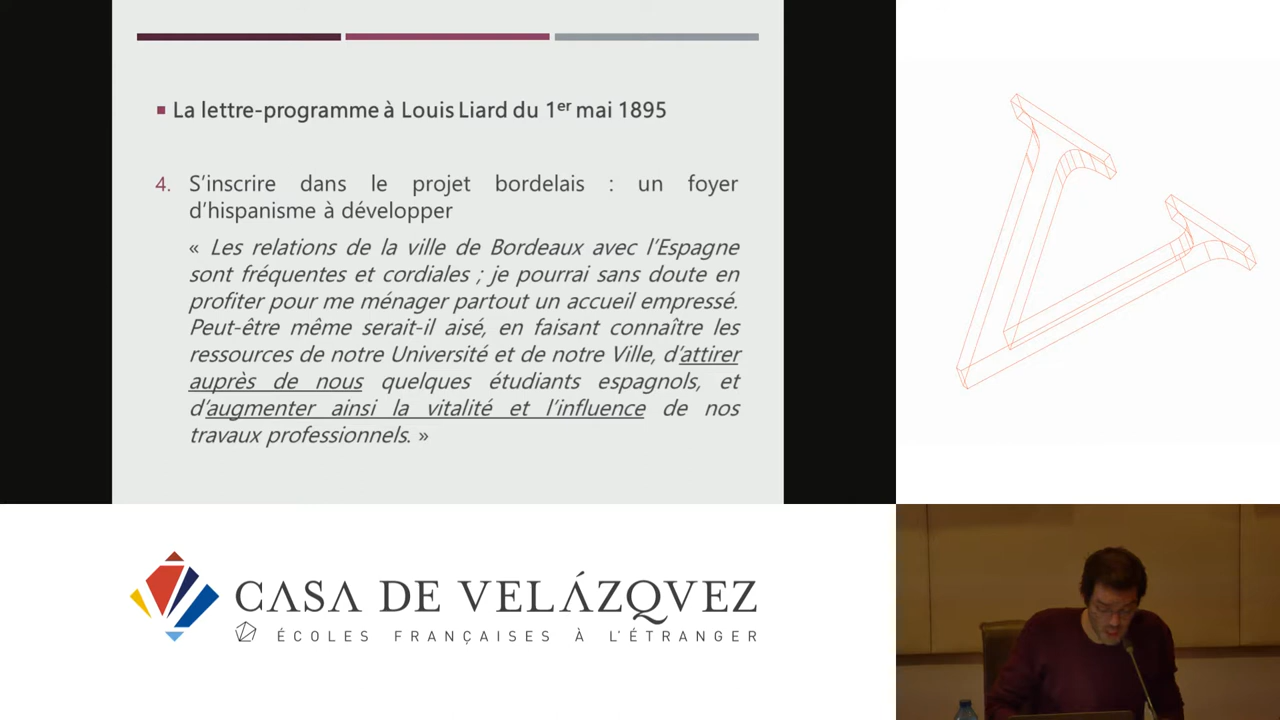 La lettre-programme à Louis Liard du 1er mai 1895
4. S'inscrire dans le projet bordelais : un foyer
d'hispanisme à développer
« Les relations de la ville de Bordeaux avec l'Espagne
sont fréquentes et cordiales ; je pourrai sans doute en
profiter pour me ménager partout un accueil empressé.
Peut-être même serait-il aisé, en faisant connaître les
ressources de notre Université et de notre Ville, d'attirer
auprès de nous quelques étudiants espagnols, et
d'augmenter ainsi la vitalité et l'influence de nos
travaux professionnels. »
CASA DE VELÁZQVEZ
ÉCOLES FRANÇAISES À L'ÉTRANGER